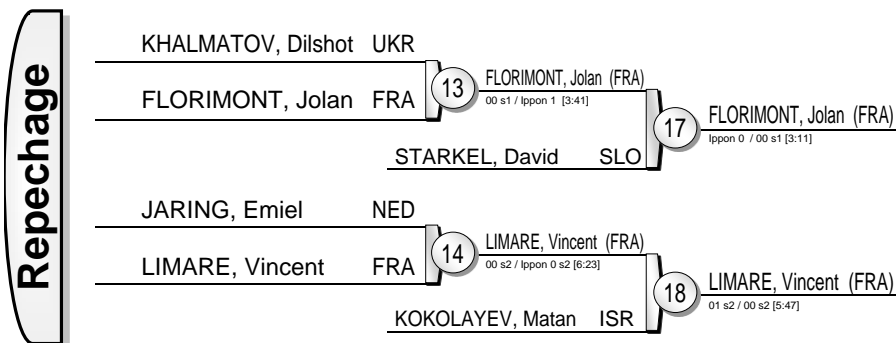 Repechage
KHALMATOV, Dilshot UKR
FLORIMONT, Jolan FRA
13
FLORIMONT, Jolan (FRA)
00 s1 / Ippon 1 [3:41]
STARKEL, David SLO
17
FLORIMONT, Jolan (FRA)
Ippon 0 / 00 s1 [3:11]
JARING, Emiel NED
LIMARE, Vincent FRA
14
LIMARE, Vincent (FRA)
00 s2 / Ippon 0 s2 [6:23]
KOKOLAYEV, Matan ISR
18
LIMARE, Vincent (FRA)
01 s2 / 00 s2 [5:47]